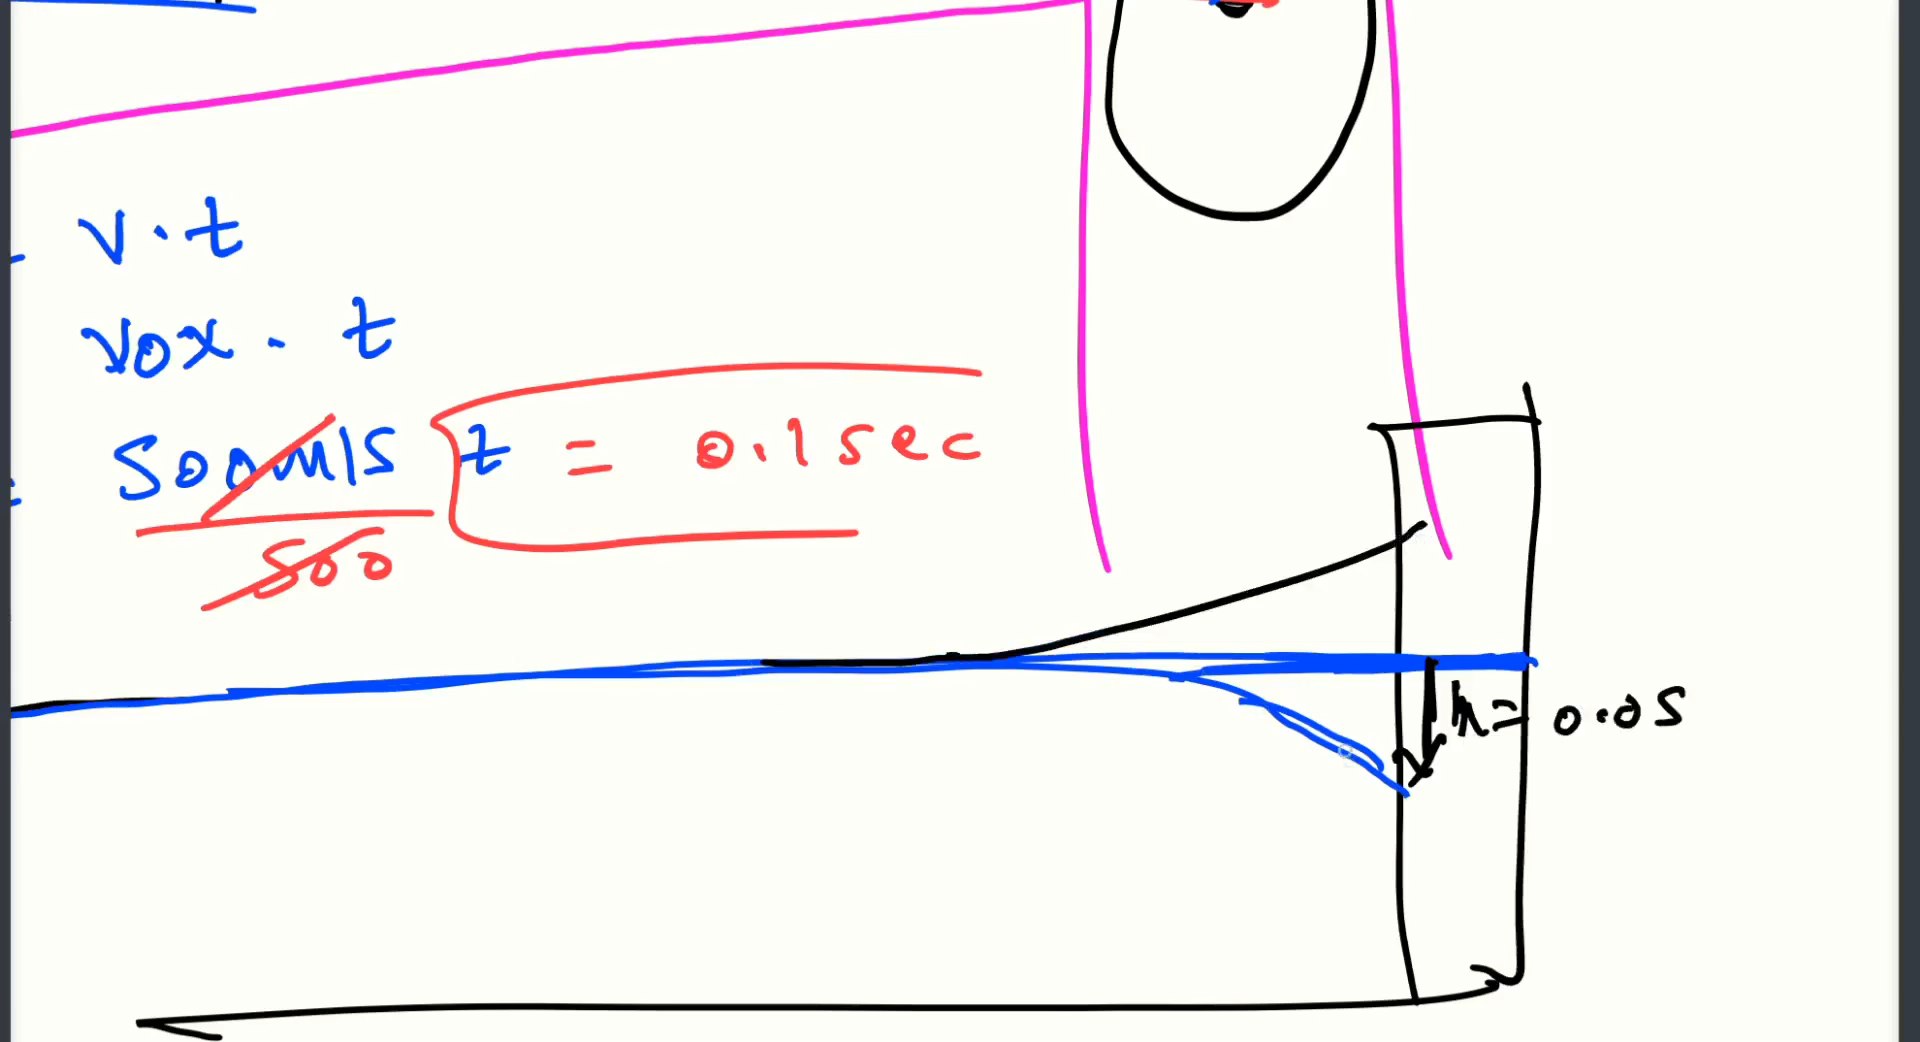 v.t
vox . t
500m/s t = 0.1sec
500
h= 0.05